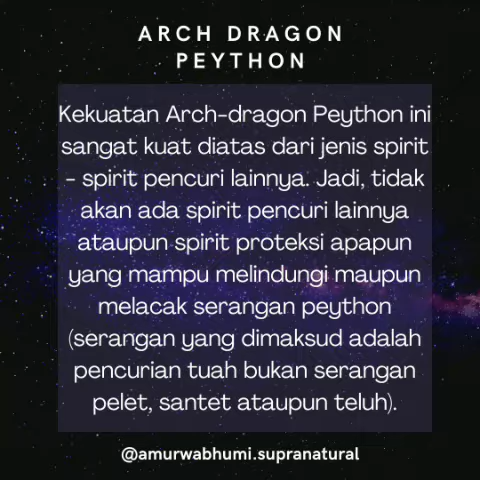 ARCH DRAGON
PEYTHON
Kekuatan Arch-dragon Peython ini
sangat kuat diatas dari jenis spirit
- spirit pencuri lainnya. Jadi, tidak
akan ada spirit pencuri lainnya
ataupun spirit proteksi apapun
yang mampu melindungi maupun
melacak serangan peython
(serangan yang dimaksud adalah
pencurian tuah bukan serangan
pelet, santet ataupun teluh).
@amurwabhumi.supranatural